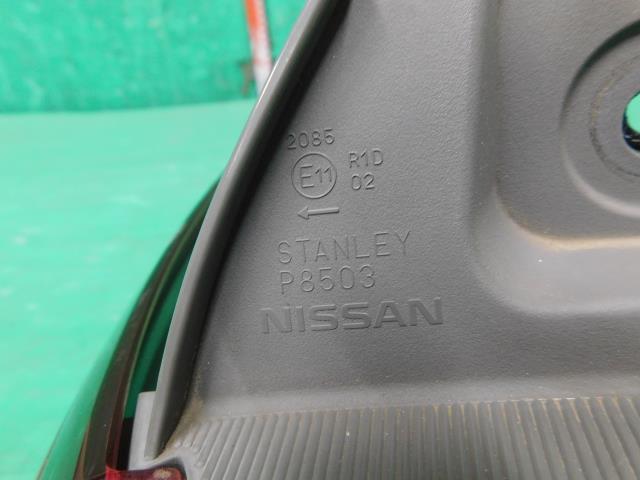 2085
E11 R1D
02
←
STANLEY
P8503
NISSAN